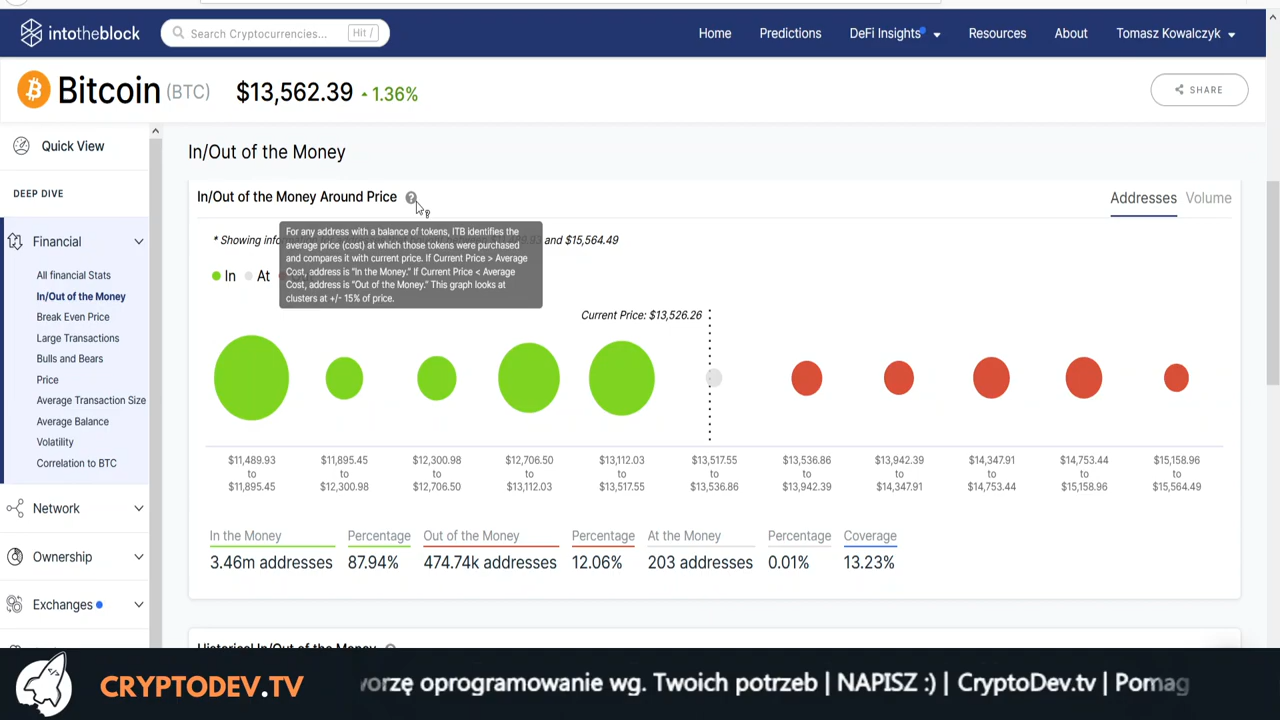 intotheblock
Search Cryptocurrencies...
Hit /
Home
Predictions
DeFi Insights
Resources
About
Tomasz Kowalczyk
Bitcoin (BTC) $13,562.39 1.36%
SHARE
Quick View
DEEP DIVE
Financial
All financial Stats
In/Out of the Money
Break Even Price
Large Transactions
Bulls and Bears
Price
Average Transaction Size
Average Balance
Volatility
Correlation to BTC
Network
Ownership
Exchanges
In/Out of the Money
In/Out of the Money Around Price
Addresses
Volume
* Showing
and $15,564.49
For any address with a balance of tokens, ITB identifies the
average price (cost) at which those tokens were purchased
and compares it with current price. If Current Price > Average
Cost, address is "In the Money." If Current Price < Average
Cost, address is "Out of the Money." This graph looks at
clusters at +/- 15% of price.
In
At
Current Price: $13,526.26
$11,489.93
to
$11,895.45
$11,895.45
to
$12,300.98
$12,300.98
to
$12,706.50
$12,706.50
to
$13,112.03
$13,112.03
to
$13,517.55
$13,517.55
to
$13,536.86
$13,536.86
to
$13,942.39
$13,942.39
to
$14,347.91
$14,347.91
to
$14,753.44
$14,753.44
to
$15,158.96
$15,158.96
to
$15,564.49
In the Money
3.46m addresses
Percentage
87.94%
Out of the Money
474.74k addresses
Percentage
12.06%
At the Money
203 addresses
Percentage
0.01%
Coverage
13.23%
Historical In/Out of the Money
CRYPTODEV.TV
worzę oprogramowanie wg. Twoich potrzeb | NAPISZ :) | CryptoDev.tv | Pomag